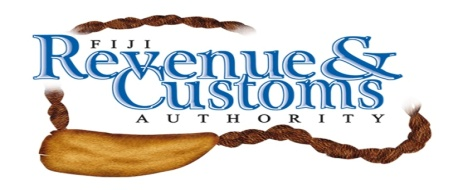 FIJI
Revenue &
Customs
AUTHORITY